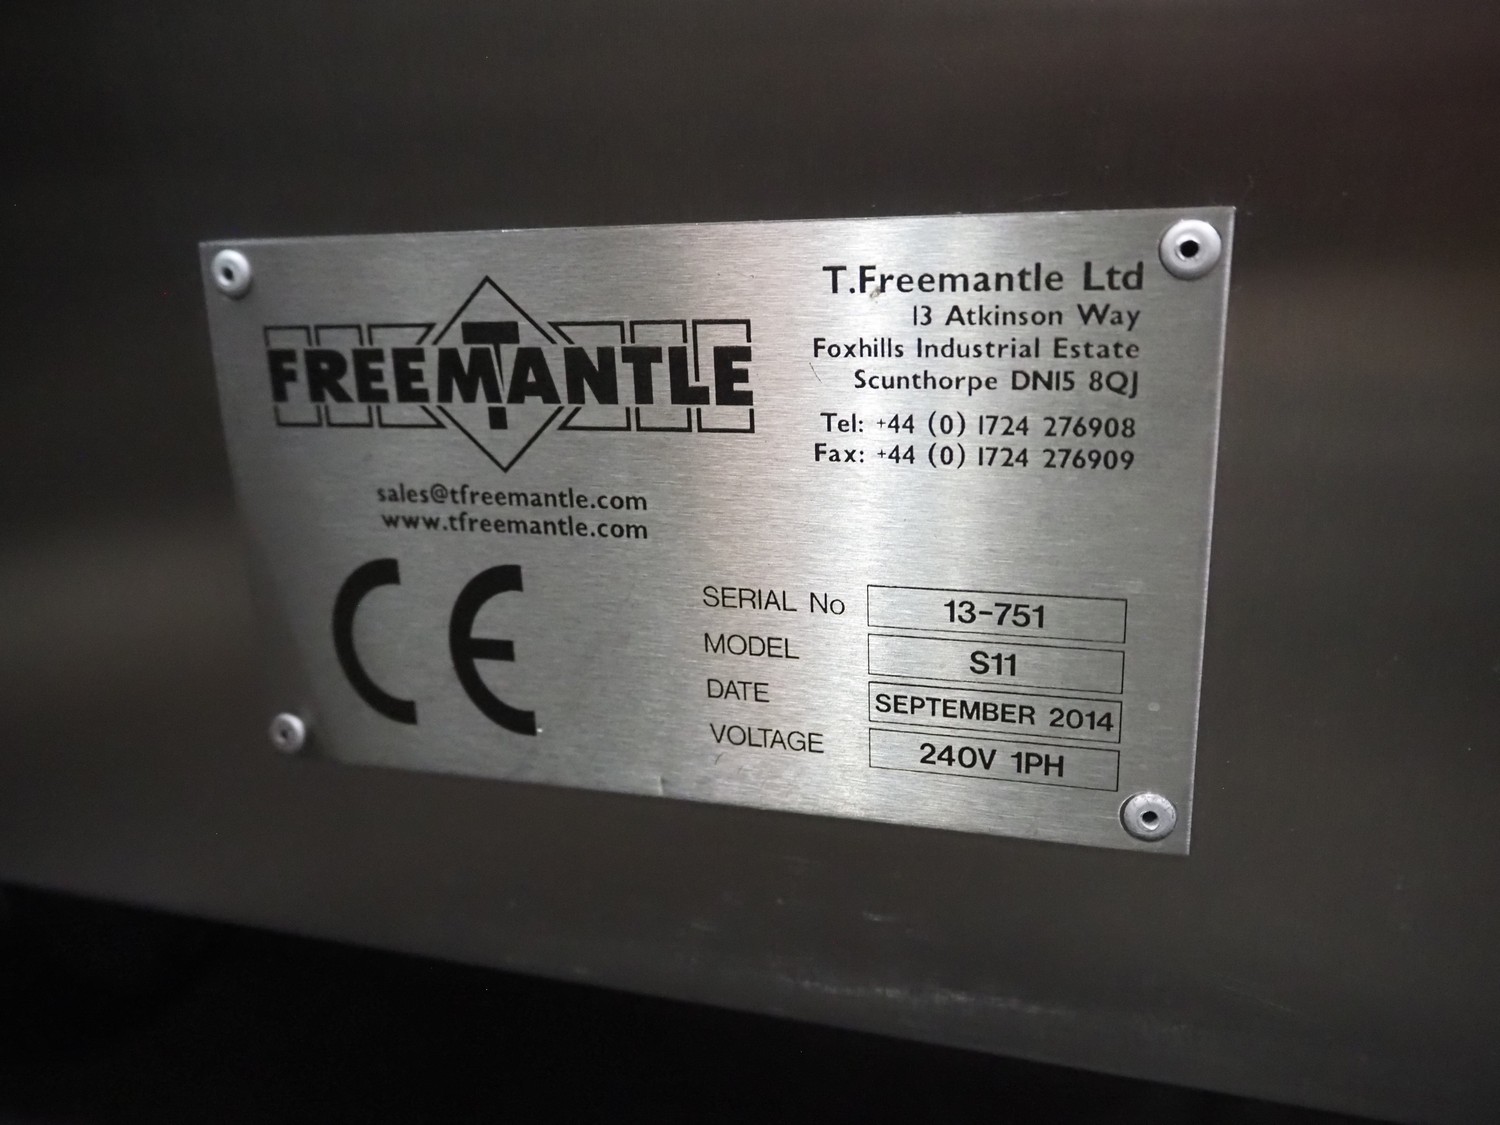 FREEMANTLE
T
sales@tfreemantle.com
www.tfreemantle.com
CE
T.Freemantle Ltd
13 Atkinson Way
Foxhills Industrial Estate
Scunthorpe DN15 8QJ
Tel: +44 (0) 1724 276908
Fax: +44 (0) 1724 276909
SERIAL No 13-751
MODEL S11
DATE SEPTEMBER 2014
VOLTAGE 240V 1PH